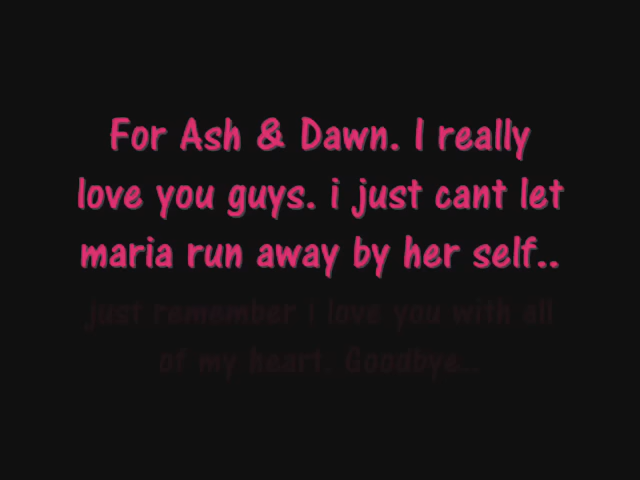 For Ash & Dawn. I really
love you guys. i just cant let
maria run away by her self..
just remember i love you with all
of my heart. Goodbye...